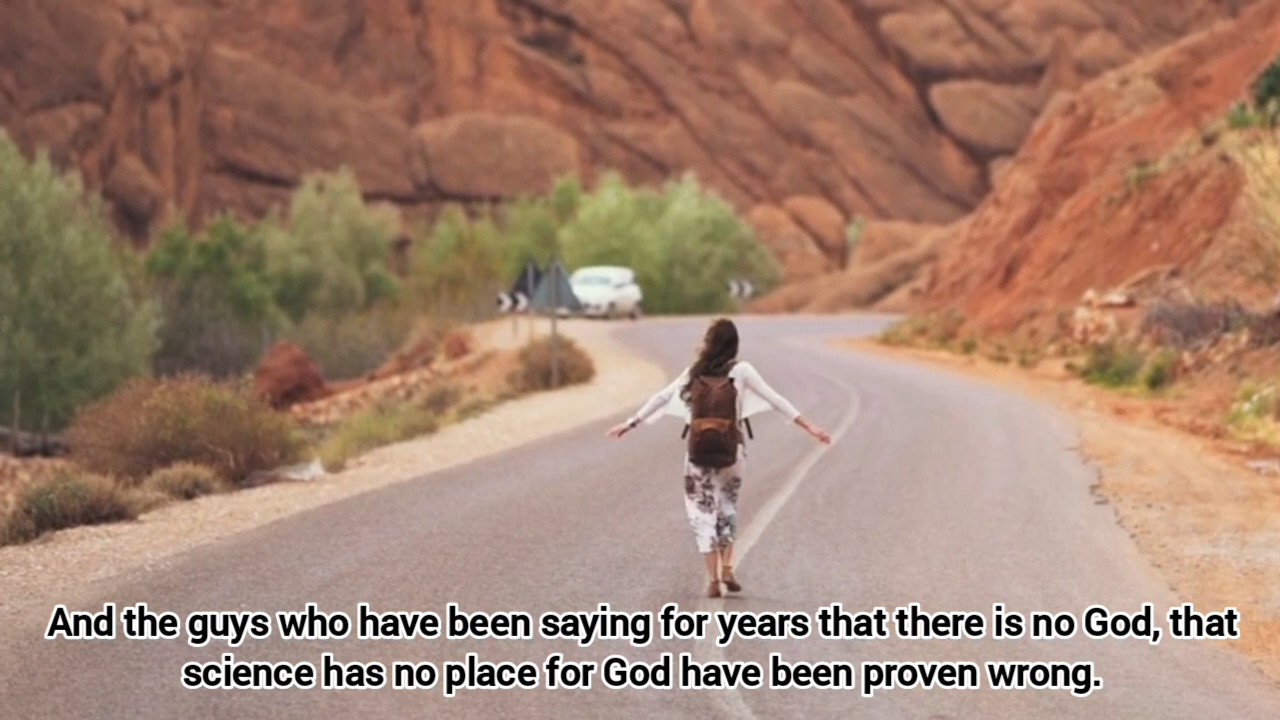 And the guys who have been saying for years that there is no God, that
science has no place for God have been proven wrong.